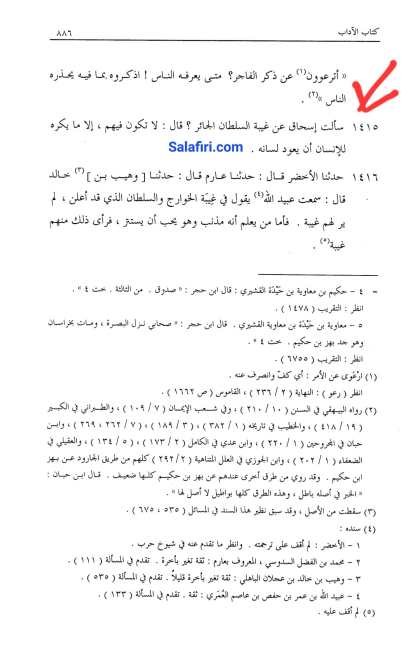 كتاب الآداب
٨٨٦
« أترعوون(١) عن ذكر الفاجر؟ متى يعرفه الناس ! اذكروه بما فيه يحذره
الناس »(٢) .
١٤١٥ سألت إسحاق عن غيبة السلطان الجائر ؟ قال : لا تكون فيهم ، إلا ما يكره
للإنسان أن يعود لسانه .
Salafiri.com
١٤١٦ حدثنا الأخضر قال : حدثنا عارم قال : حدثنا [ وهيب بن ](٣) خالد
قال : سمعت عبيد الله(٤) يقول في غيبة الخوارج والسلطان الذي قد أعلن ، لم
ير لهم غيبة . فأما من يعلم أنه مذنب وهو يحب أن يستتر ، فرأى ذلك منهم
غيبة(٥) .
= ٤ – حكيم بن معاوية بن حَيْدَة القشيري : قال ابن حجر : « صدوق . من الثالثة . خت ٤ » .
انظر : التقريب ( ١٤٧٨ ) .
٥ – معاوية بن حَيْدَة بن معاوية القشيري . قال ابن حجر : « صحابي نزل البصرة ، ومات بخراسان
وهو جد بهز بن حكيم . خت ٤ » .
انظر : التقريب ( ٦٧٥٥ ) .
(١) ارْعَوى عن الأمر : أي كفّ وانصرف عنه .
انظر ( رعو ) : النهاية ( ٢ / ٢٣٦ ) ، القاموس ( ص ١٦٦٢ ) .
(٢) رواه البيهقي في السنن ( ١٠ / ٢١٠ ) ، وفي شعب الإيمان ( ٧ / ١٠٩ ) ، والطبراني في الكبير
( ١٩ / ٤١٨ ) ، والخطيب في تاريخه ( ١ / ٣٨٢ ) ، ( ٣ / ١٨٩ ) ، ( ٧ / ٢٦٢ ، ٢٦٩ ) ، وابن
حبان في المجروحين ( ١ / ٢٢٠ ) ، وابن عدي في الكامل ( ٢ / ١٧٣ ) ، ( ٥ / ١٣٤ ) ، والعقيلي في
الضعفاء ( ١ / ٢٠٢ ) ، وابن الجوزي في العلل المتناهية ( ٢ / ٢٩٣ ) كلهم من طريق الجارود عن بهز
ابن حكيم . وقد روي من طرق أخرى عندهم عن بهز بن حكيم كلها ضعيف . قال ابن حبان :
« الخبر في أصله باطل ، وهذه الطرق كلها بواطيل لا أصل لها » .
(٣) سقطت من الأصل ، وقد سبق نظير هذا السند في المسائل ( ٥٣٥ ، ٦٧٥ ) .
(٤) سنده :
١ – الأخضر : لم أقف على ترجمته . وانظر ما تقدم عنه في شيوخ حرب .
٢ – محمد بن الفضل السدوسي ، المعروف بعارم : ثقة تغير بأخرة . تقدم في المسألة ( ١١١ ) .
٣ – وهيب بن خالد بن عجلان الباهلي : ثقة تغير بأخرة قليلاً . تقدم في المسألة ( ٥٣٥ ) .
٤ – عبيد الله بن عمر بن حفص بن عاصم العُمَري : ثقة . تقدم في المسألة ( ١٣٣ ) .
(٥) لم أقف عليه .